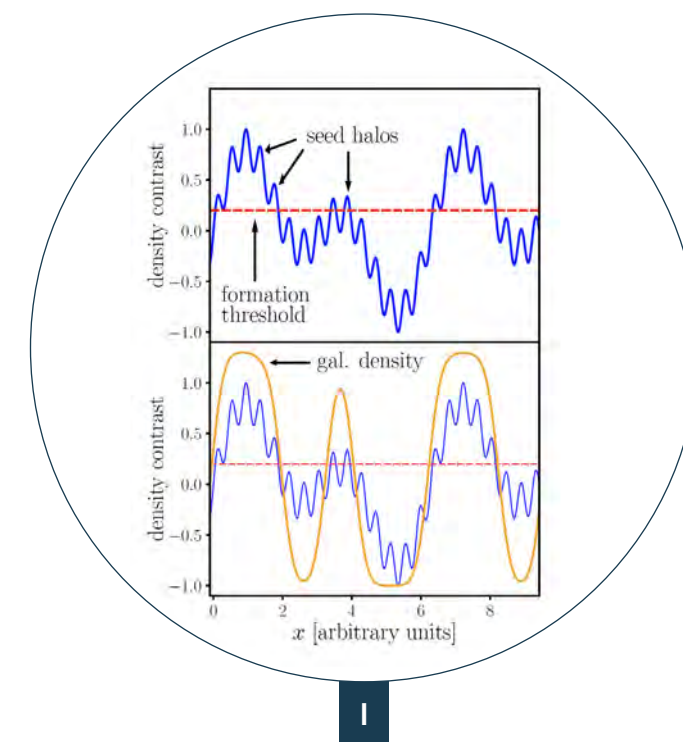 density contrast
1.0
0.5
0.0
−0.5
−1.0
seed halos
formation
threshold
density contrast
1.0
0.5
0.0
−0.5
−1.0
gal. density
0 2 4 6 8
x [arbitrary units]
I